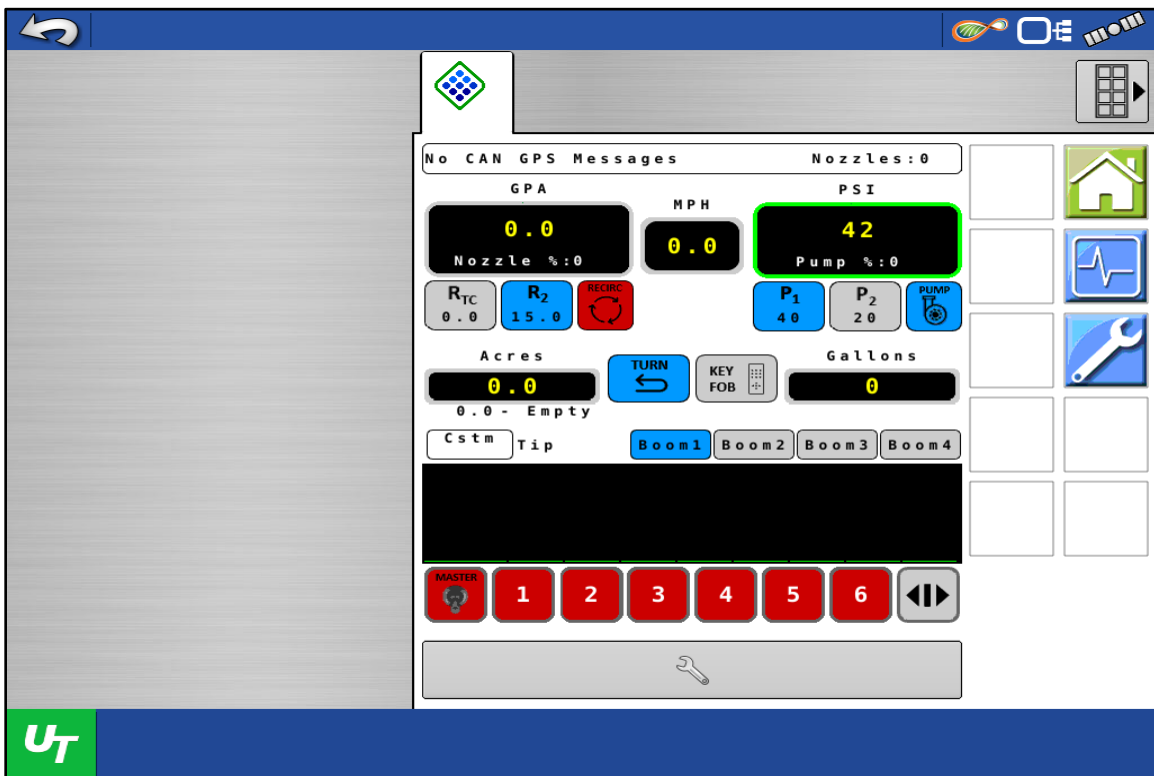 No CAN GPS Messages Nozzles:0
GPA MPH PSI
0.0 0.0 42
Nozzle %:0 Pump %:0
RTC R2 RECIRC P1 P2 PUMP
0.0 15.0 40 20
Acres TURN KEY FOB Gallons
0.0 0
0.0- Empty
Cstm Tip Boom1 Boom2 Boom3 Boom4
MASTER 1 2 3 4 5 6
UT